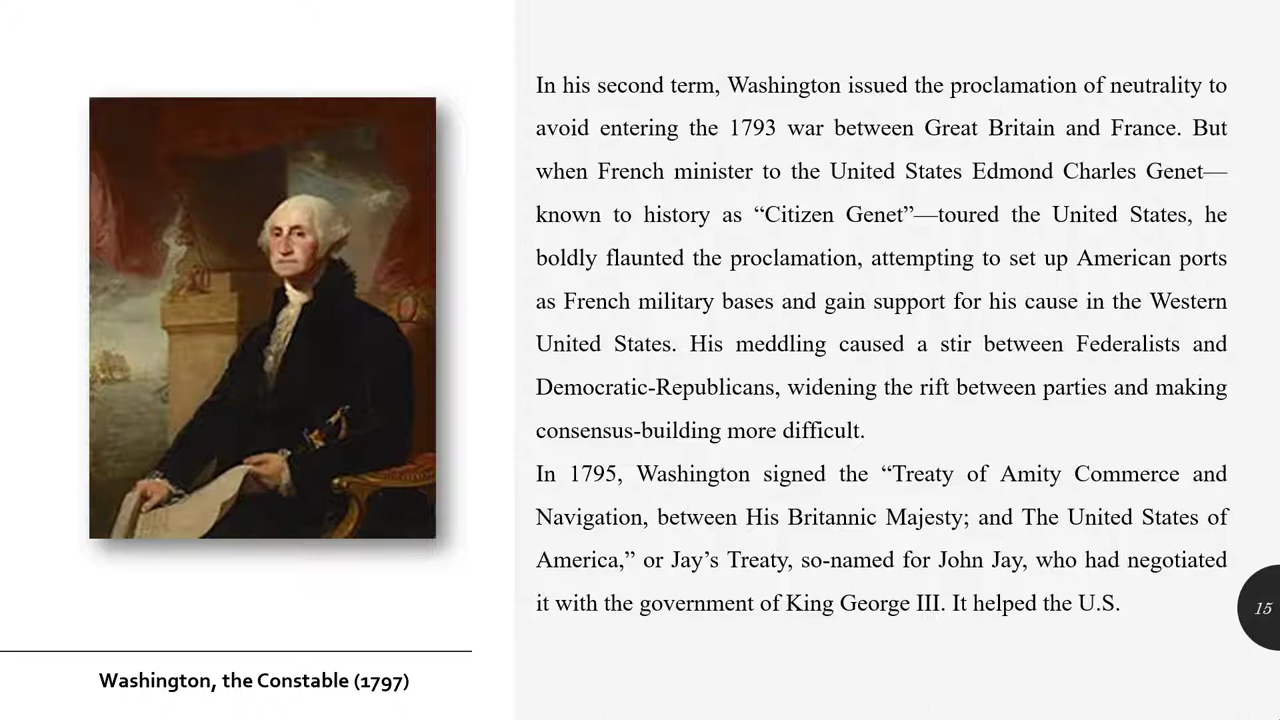 In his second term, Washington issued the proclamation of neutrality to
avoid entering the 1793 war between Great Britain and France. But
when French minister to the United States Edmond Charles Genet—
known to history as “Citizen Genet”—toured the United States, he
boldly flaunted the proclamation, attempting to set up American ports
as French military bases and gain support for his cause in the Western
United States. His meddling caused a stir between Federalists and
Democratic-Republicans, widening the rift between parties and making
consensus-building more difficult.
In 1795, Washington signed the “Treaty of Amity Commerce and
Navigation, between His Britannic Majesty; and The United States of
America,” or Jay’s Treaty, so-named for John Jay, who had negotiated
it with the government of King George III. It helped the U.S.
15
Washington, the Constable (1797)